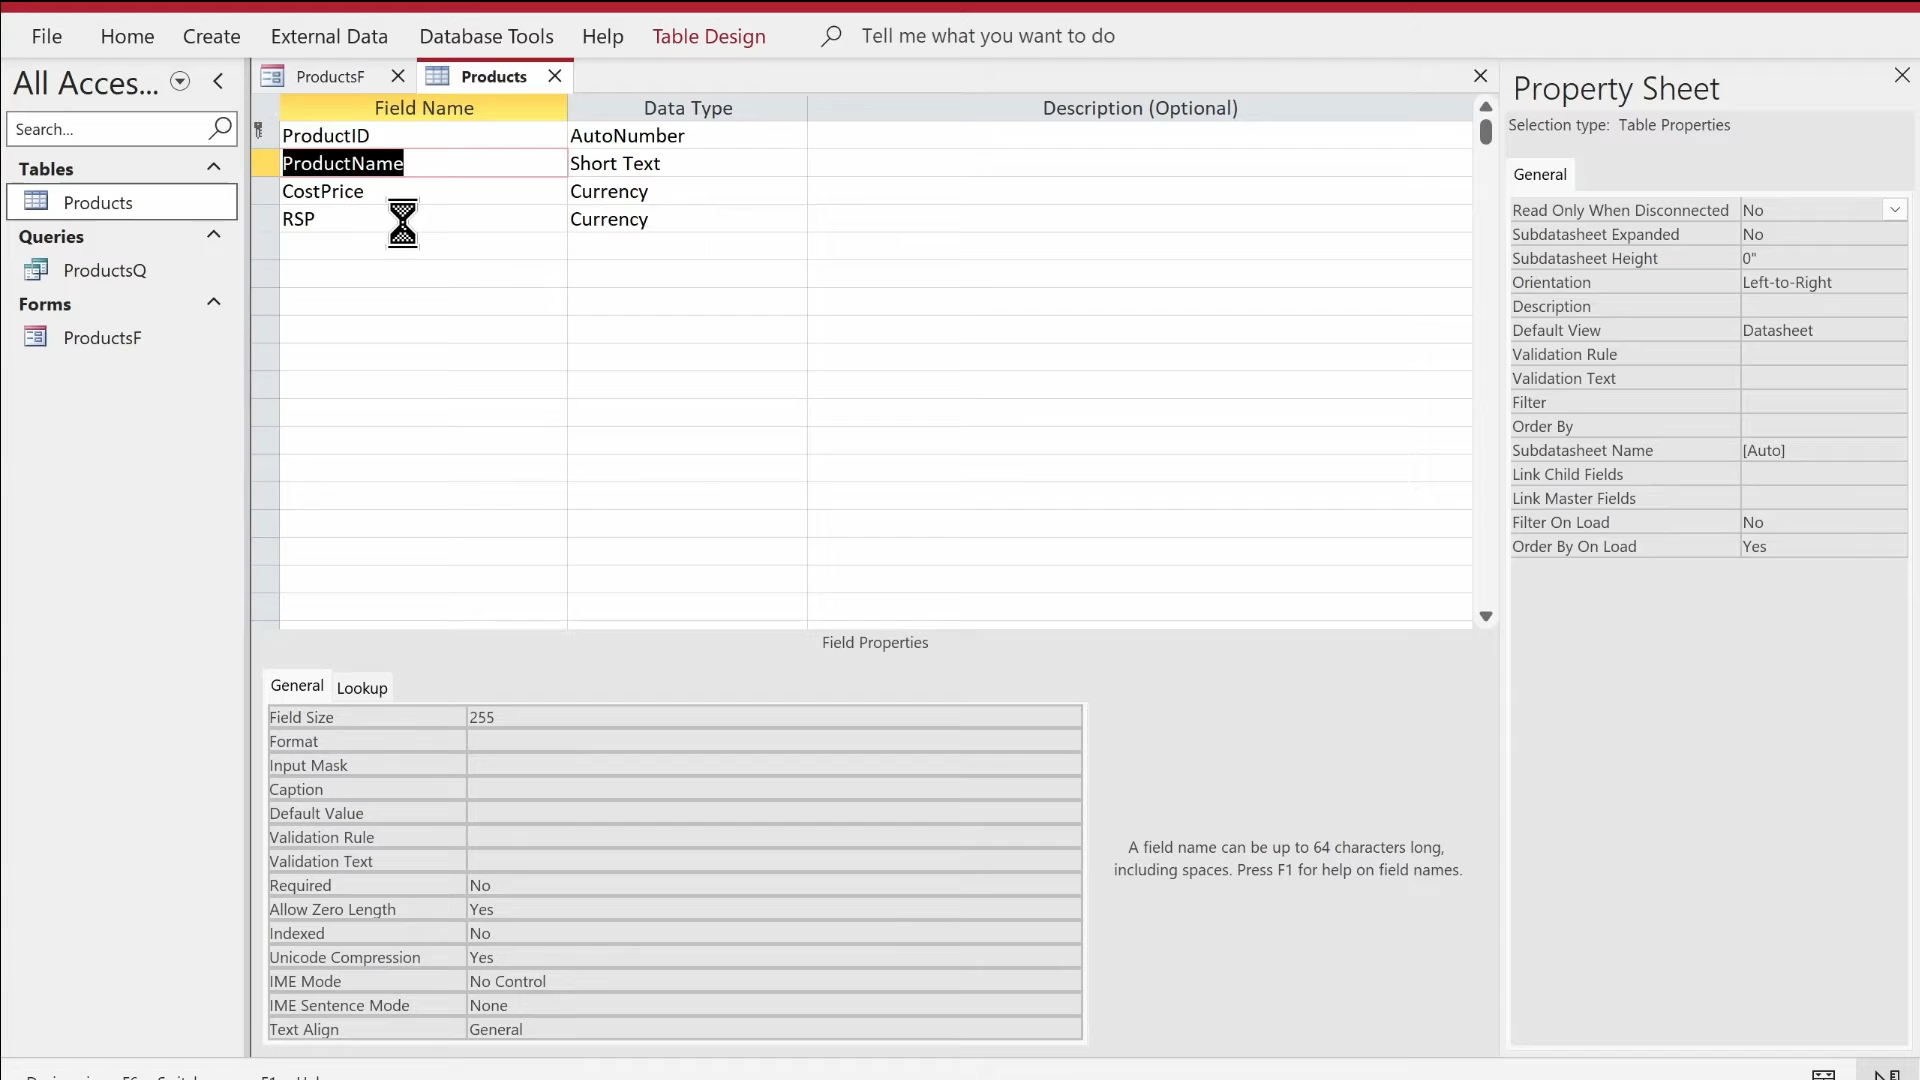 File Home Create External Data Database Tools Help Table Design Tell me what you want to do
All Acces...
Search...
Tables
Products
Queries
ProductsQ
Forms
ProductsF
ProductsF Products
Field Name Data Type Description (Optional)
ProductID AutoNumber
ProductName Short Text
CostPrice Currency
RSP Currency
Field Properties
General Lookup
Field Size 255
Format
Input Mask
Caption
Default Value
Validation Rule
Validation Text
Required No
Allow Zero Length Yes
Indexed No
Unicode Compression Yes
IME Mode No Control
IME Sentence Mode None
Text Align General
A field name can be up to 64 characters long,
including spaces. Press F1 for help on field names.
Property Sheet
Selection type: Table Properties
General
Read Only When Disconnected No
Subdatasheet Expanded No
Subdatasheet Height 0"
Orientation Left-to-Right
Description
Default View Datasheet
Validation Rule
Validation Text
Filter
Order By
Subdatasheet Name [Auto]
Link Child Fields
Link Master Fields
Filter On Load No
Order By On Load Yes